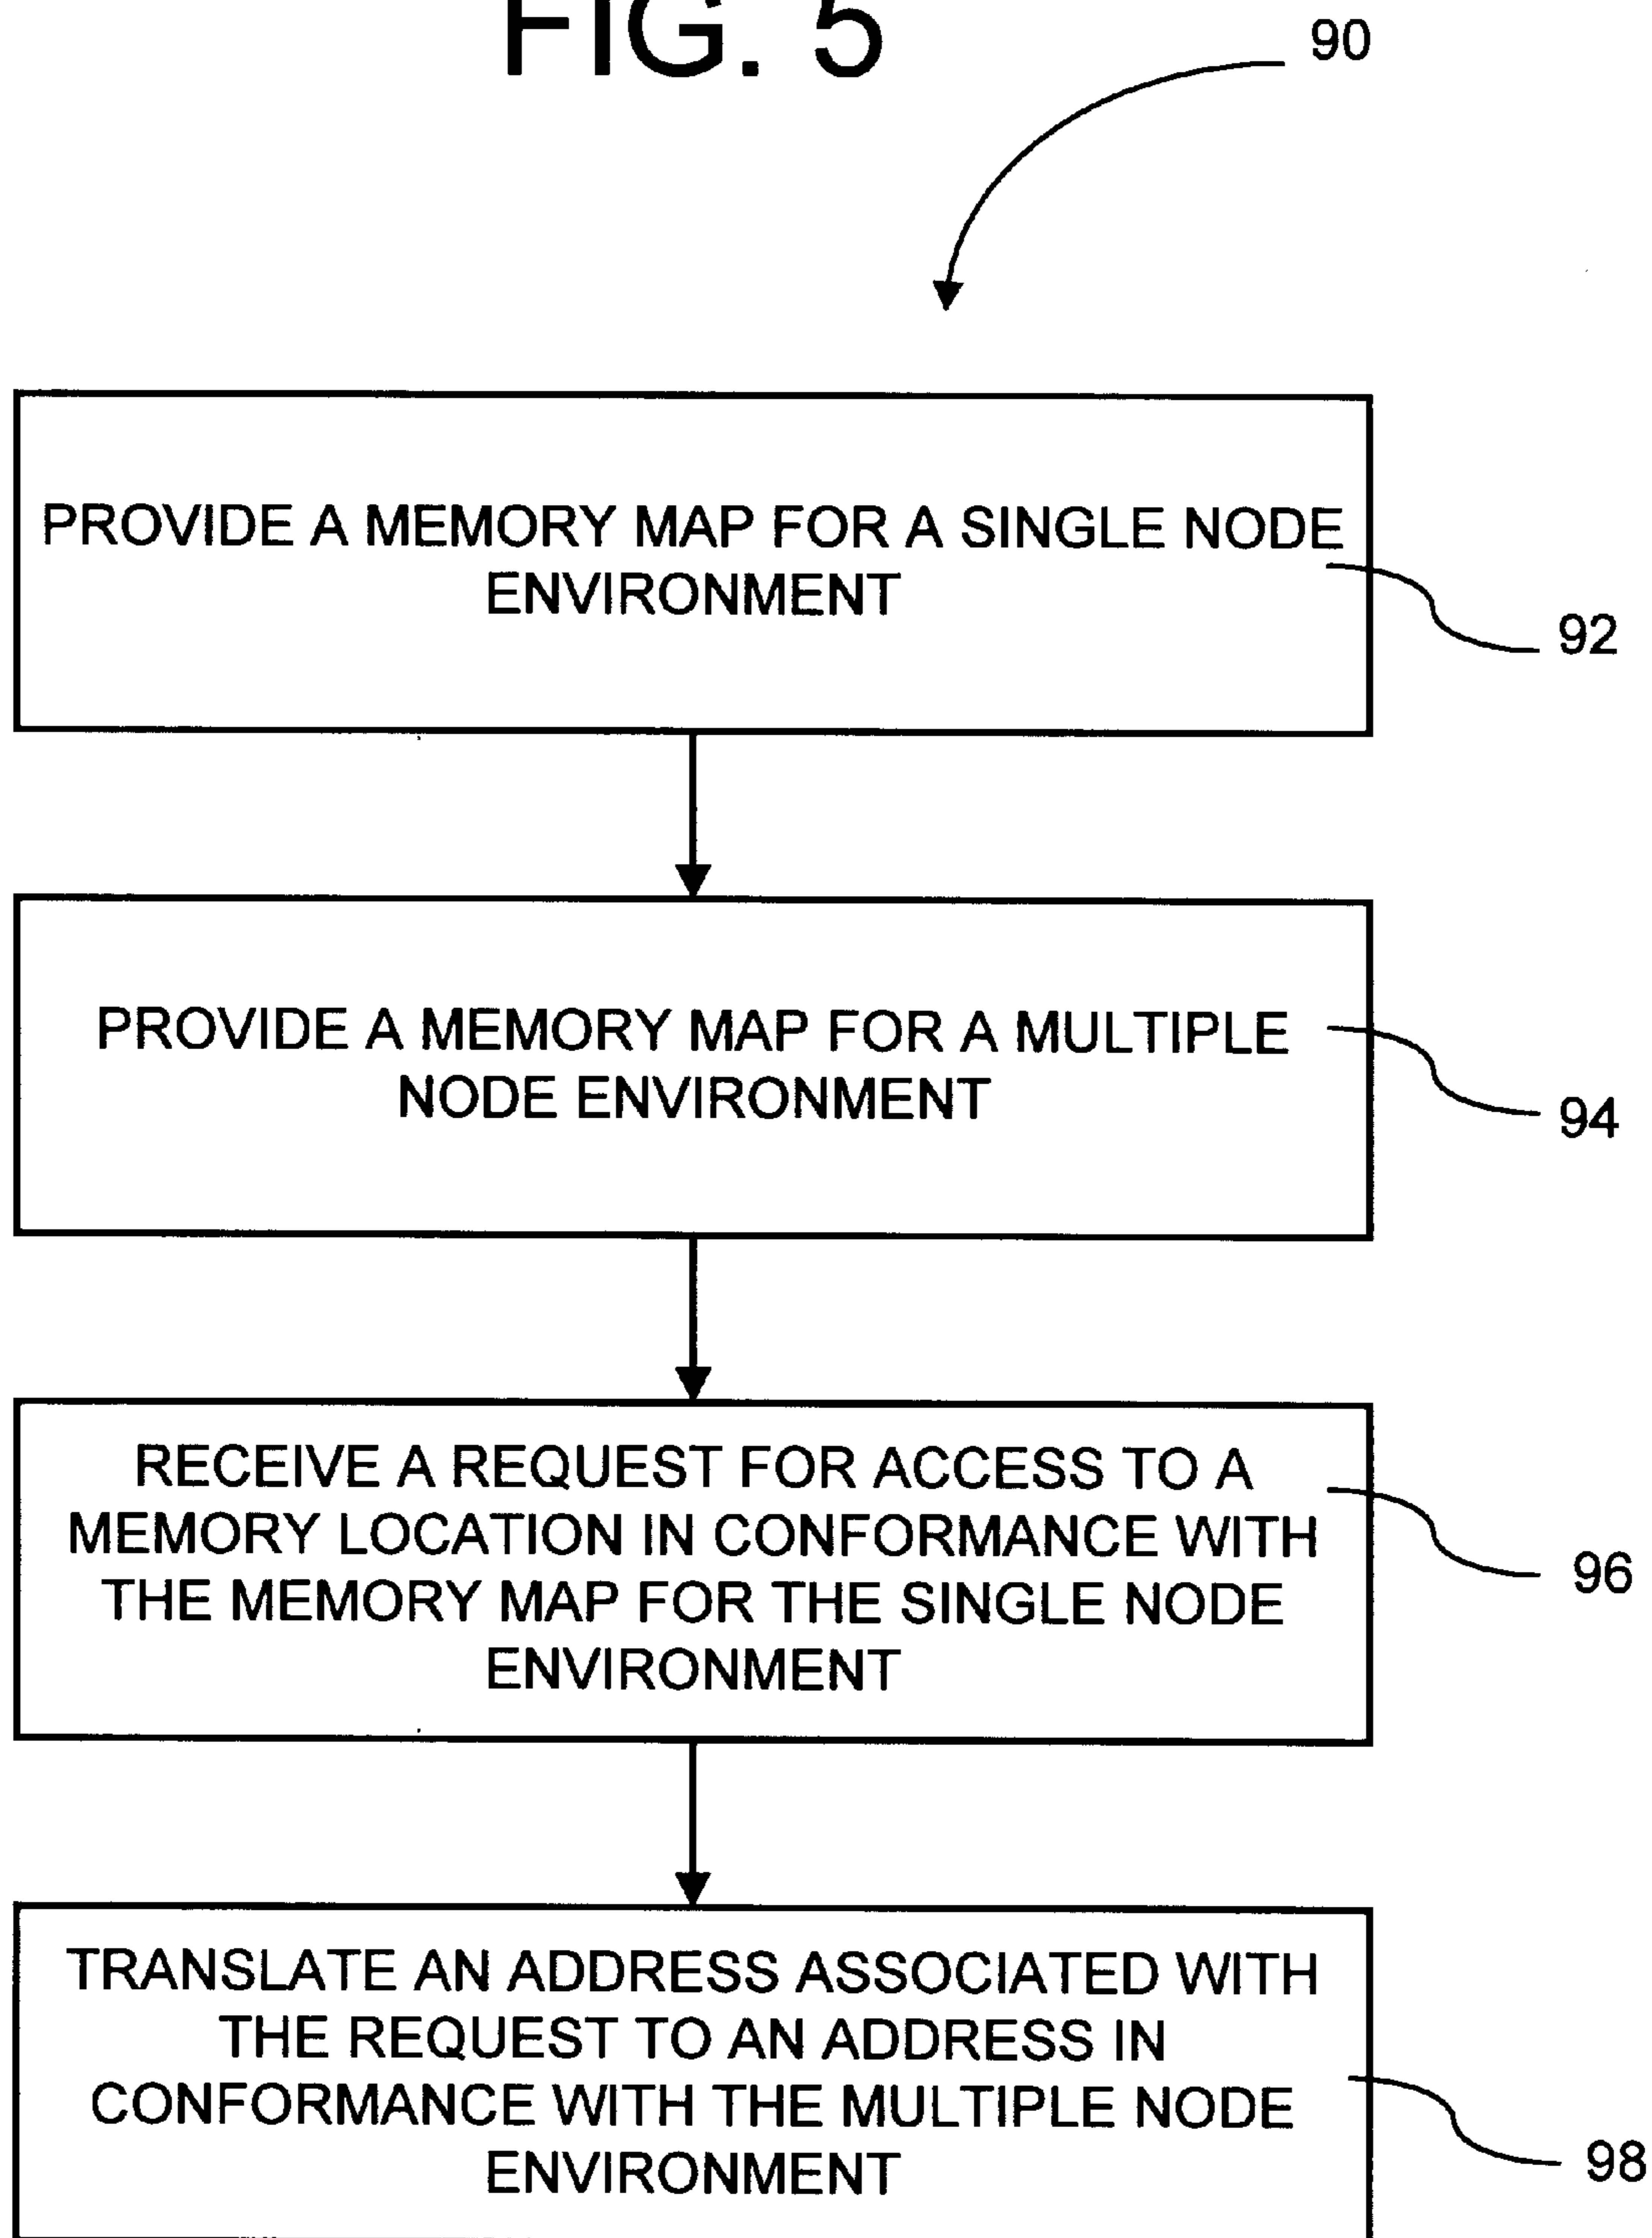 FIG. 5
90
PROVIDE A MEMORY MAP FOR A SINGLE NODE
ENVIRONMENT
92
PROVIDE A MEMORY MAP FOR A MULTIPLE
NODE ENVIRONMENT
94
RECEIVE A REQUEST FOR ACCESS TO A
MEMORY LOCATION IN CONFORMANCE WITH
THE MEMORY MAP FOR THE SINGLE NODE
ENVIRONMENT
96
TRANSLATE AN ADDRESS ASSOCIATED WITH
THE REQUEST TO AN ADDRESS IN
CONFORMANCE WITH THE MULTIPLE NODE
ENVIRONMENT
98